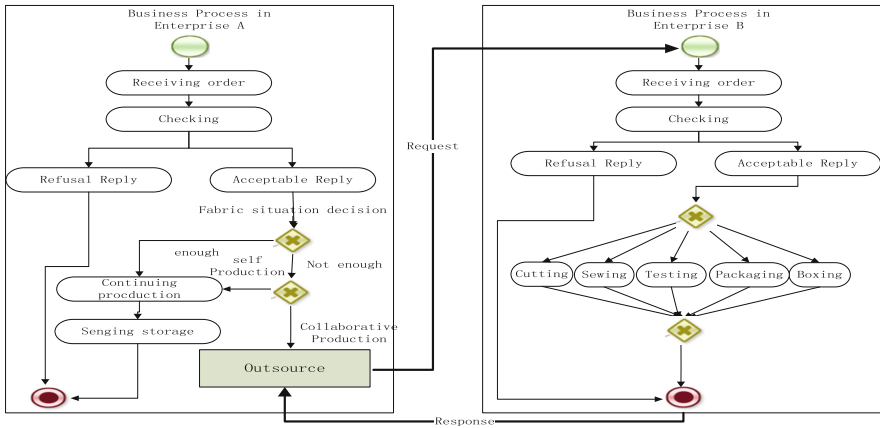 Business Process in
Enterprise A
Receiving order
Checking
Refusal Reply
Acceptable Reply
Fabric situation decision
enough
self
Production
Not enough
Continuing
procduction
Senging storage
Collaborative
Production
Outsource
Request
Response
Business Process in
Enterprise B
Receiving order
Checking
Refusal Reply
Acceptable Reply
Cutting
Sewing
Testing
Packaging
Boxing